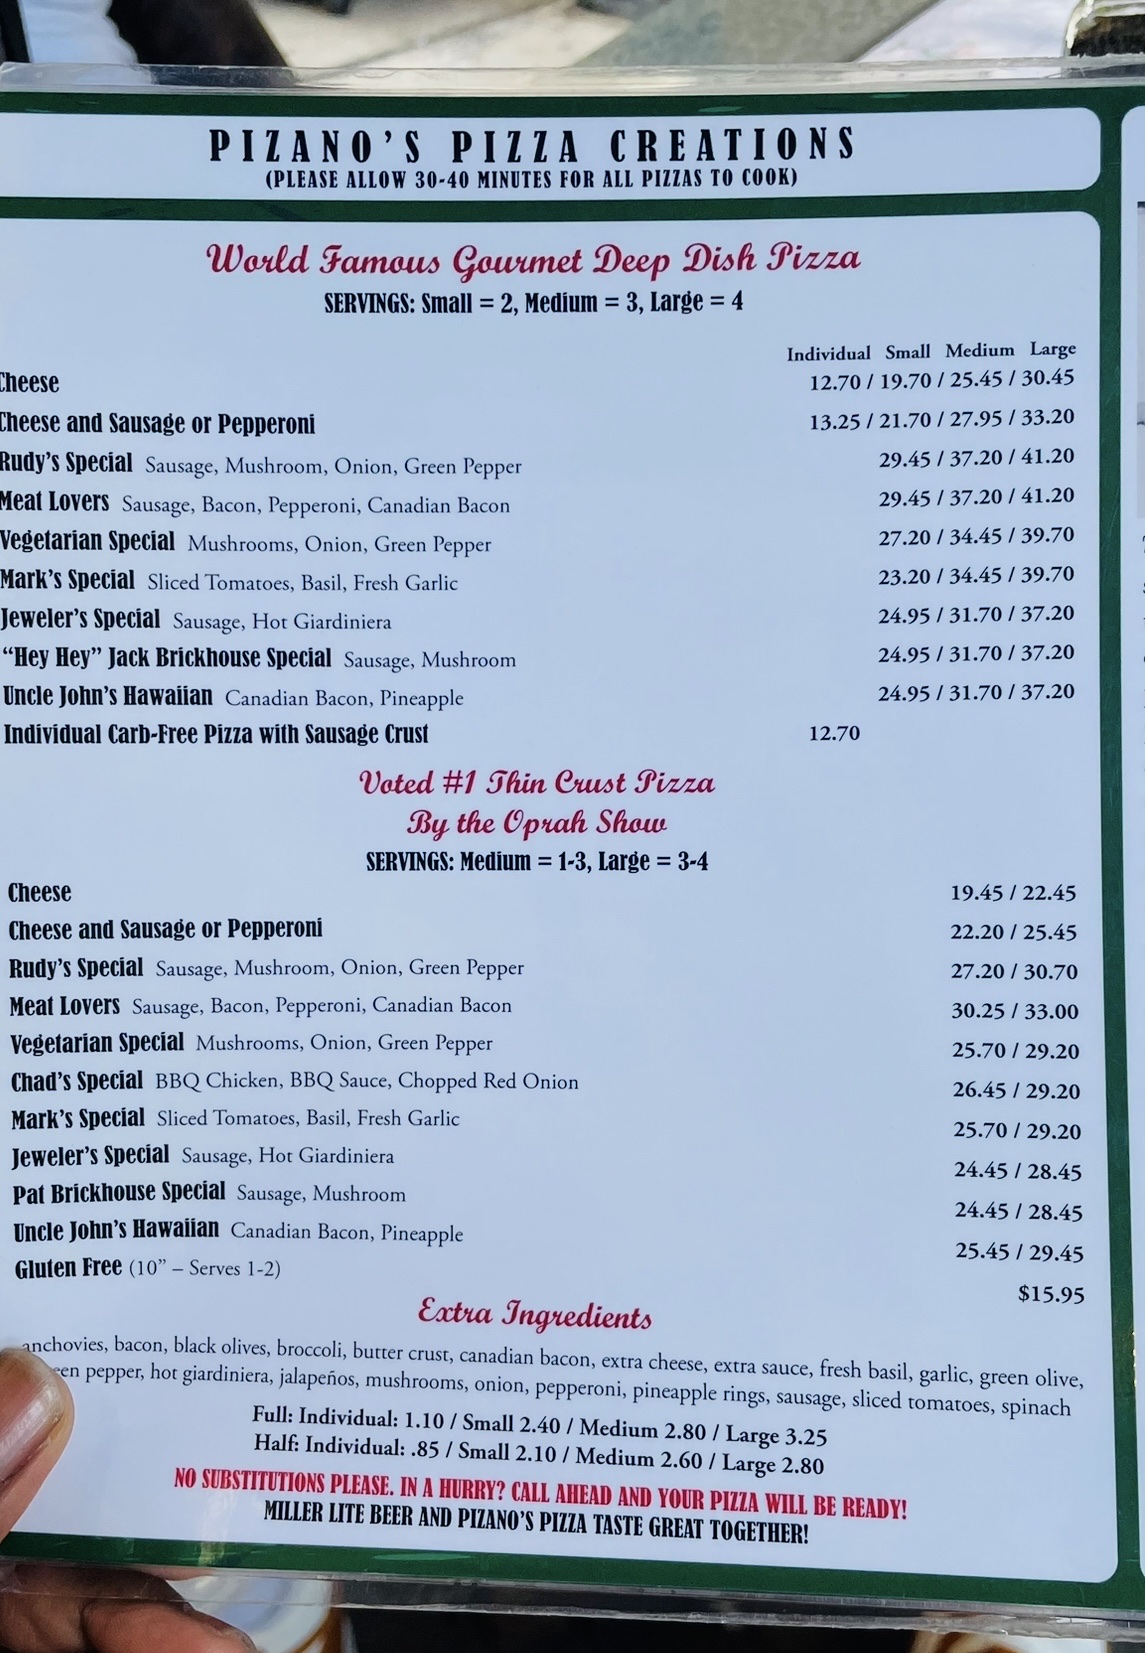 PIZANO'S PIZZA CREATIONS
(PLEASE ALLOW 30-40 MINUTES FOR ALL PIZZAS TO COOK)
World Famous Gourmet Deep Dish Pizza
SERVINGS: Small = 2, Medium = 3, Large = 4
Individual Small Medium Large
Cheese 12.70 / 19.70 / 25.45 / 30.45
Cheese and Sausage or Pepperoni 13.25 / 21.70 / 27.95 / 33.20
Rudy's Special Sausage, Mushroom, Onion, Green Pepper 29.45 / 37.20 / 41.20
Meat Lovers Sausage, Bacon, Pepperoni, Canadian Bacon 29.45 / 37.20 / 41.20
Vegetarian Special Mushrooms, Onion, Green Pepper 27.20 / 34.45 / 39.70
Mark's Special Sliced Tomatoes, Basil, Fresh Garlic 23.20 / 34.45 / 39.70
Jeweler's Special Sausage, Hot Giardiniera 24.95 / 31.70 / 37.20
"Hey Hey" Jack Brickhouse Special Sausage, Mushroom 24.95 / 31.70 / 37.20
Uncle John's Hawaiian Canadian Bacon, Pineapple 24.95 / 31.70 / 37.20
Individual Carb-Free Pizza with Sausage Crust 12.70
Voted #1 Thin Crust Pizza
By the Oprah Show
SERVINGS: Medium = 1-3, Large = 3-4
Cheese 19.45 / 22.45
Cheese and Sausage or Pepperoni 22.20 / 25.45
Rudy's Special Sausage, Mushroom, Onion, Green Pepper 27.20 / 30.70
Meat Lovers Sausage, Bacon, Pepperoni, Canadian Bacon 30.25 / 33.00
Vegetarian Special Mushrooms, Onion, Green Pepper 25.70 / 29.20
Chad's Special BBQ Chicken, BBQ Sauce, Chopped Red Onion 26.45 / 29.20
Mark's Special Sliced Tomatoes, Basil, Fresh Garlic 25.70 / 29.20
Jeweler's Special Sausage, Hot Giardiniera 24.45 / 28.45
Pat Brickhouse Special Sausage, Mushroom 24.45 / 28.45
Uncle John's Hawaiian Canadian Bacon, Pineapple 25.45 / 29.45
Gluten Free (10" – Serves 1-2) $15.95
Extra Ingredients
anchovies, bacon, black olives, broccoli, butter crust, canadian bacon, extra cheese, extra sauce, fresh basil, garlic, green olive,
pepper, hot giardiniera, jalapeños, mushrooms, onion, pepperoni, pineapple rings, sausage, sliced tomatoes, spinach
Full: Individual: 1.10 / Small 2.40 / Medium 2.80 / Large 3.25
Half: Individual: .85 / Small 2.10 / Medium 2.60 / Large 2.80
NO SUBSTITUTIONS PLEASE. IN A HURRY? CALL AHEAD AND YOUR PIZZA WILL BE READY!
MILLER LITE BEER AND PIZANO'S PIZZA TASTE GREAT TOGETHER!